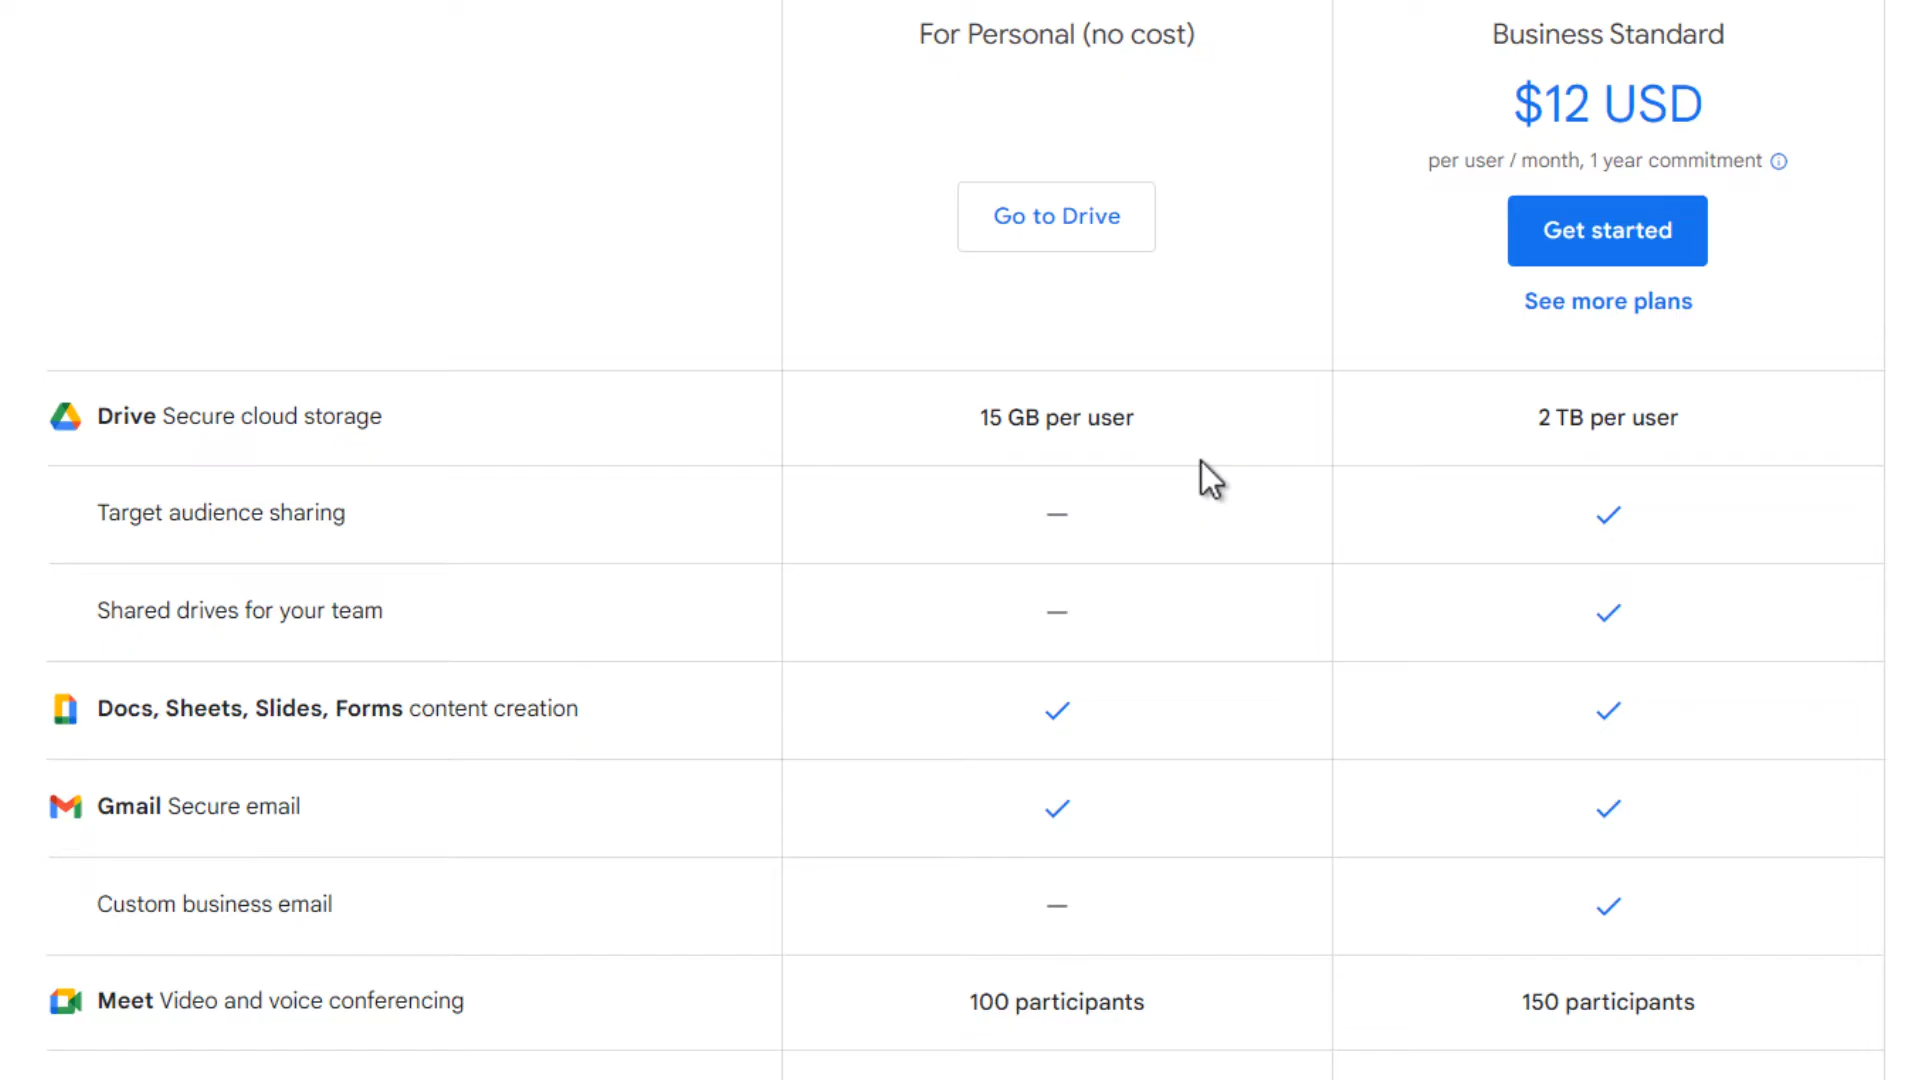 For Personal (no cost)
Business Standard
$12 USD
per user / month, 1 year commitment
Go to Drive
Get started
See more plans
Drive Secure cloud storage
15 GB per user
2 TB per user
Target audience sharing
Shared drives for your team
Docs, Sheets, Slides, Forms content creation
Gmail Secure email
Custom business email
Meet Video and voice conferencing
100 participants
150 participants